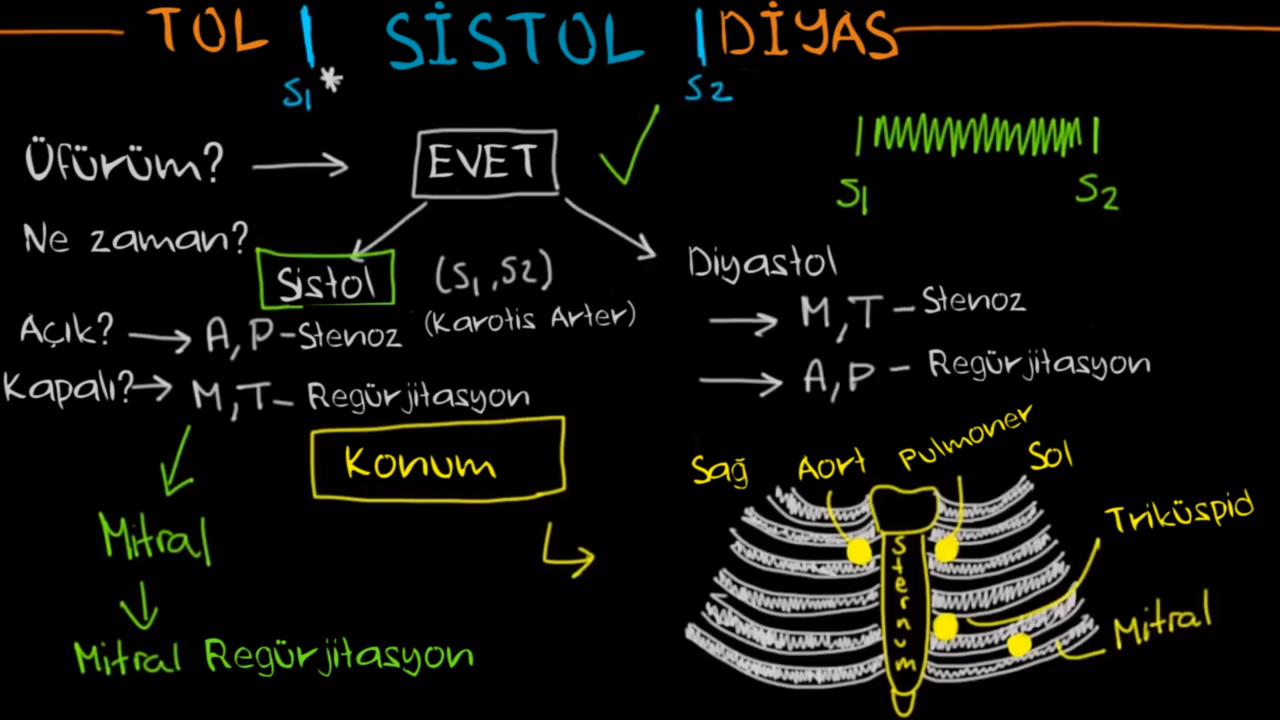 TOL | SİSTOL | DİYAS
S1* S2
Üfürüm? → EVET ✓
S1 S2
Ne zaman?
Sistol (S1, S2)
(Karotis Arter)
Diyastol
Açık? → A, P - Stenoz
→ M, T - Stenoz
Kapalı? → M, T - Regürjitasyon
→ A, P - Regürjitasyon
Konum
Mitral
Mitral Regürjitasyon
Sağ Aort Pulmoner Sol
Triküspid
Mitral
Sternum